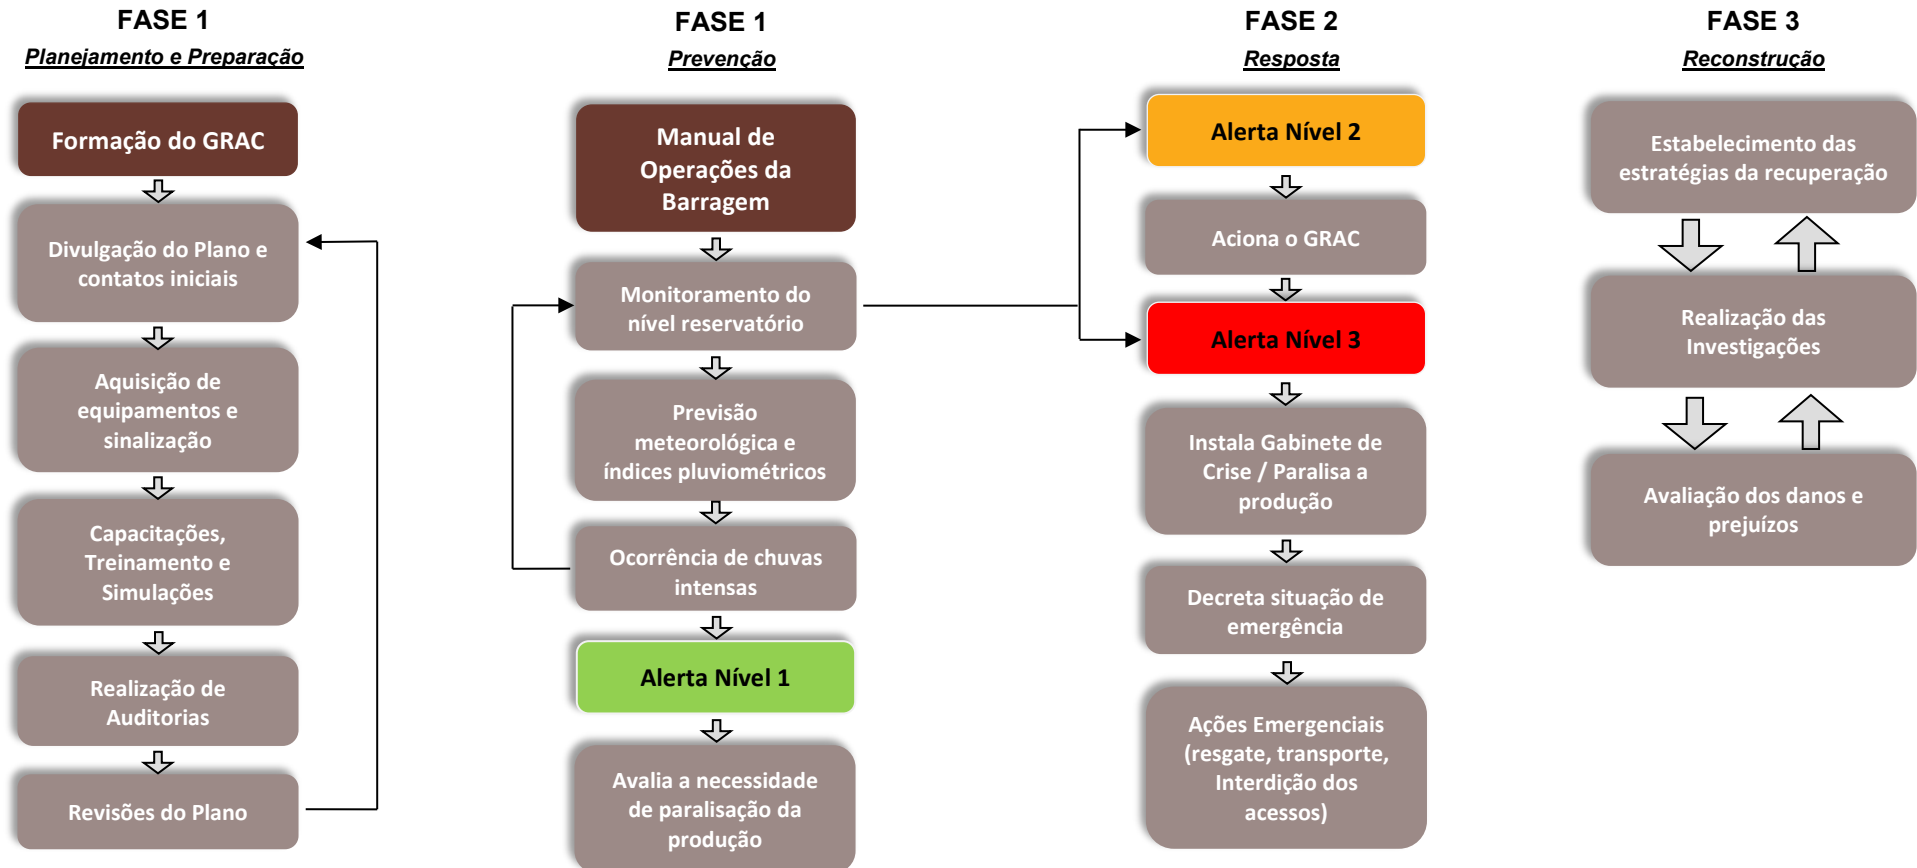 FASE 1
Planejamento e Preparação
Formação do GRAC
Divulgação do Plano e
contatos iniciais
Aquisição de
equipamentos e
sinalização
Capacitações,
Treinamento e
Simulações
Realização de
Auditorias
Revisões do Plano
FASE 1
Prevenção
Manual de
Operações da
Barragem
Monitoramento do
nível reservatório
Previsão
meteorológica e
índices pluviométricos
Ocorrência de chuvas
intensas
Alerta Nível 1
Avalia a necessidade
de paralisação da
produção
FASE 2
Resposta
Alerta Nível 2
Aciona o GRAC
Alerta Nível 3
Instala Gabinete de
Crise / Paralisa a
produção
Decreta situação de
emergência
Ações Emergenciais
(resgate, transporte,
Interdição dos
acessos)
FASE 3
Reconstrução
Estabelecimento das
estratégias da recuperação
Realização das
Investigações
Avaliação dos danos e
prejuízos